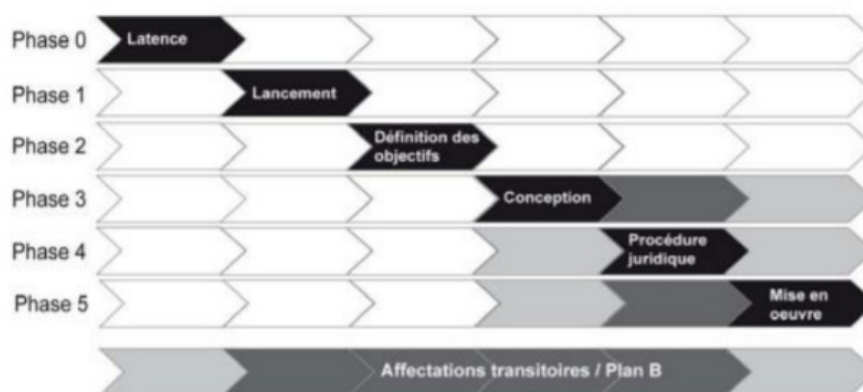 Phase 0
Latence
Phase 1
Lancement
Phase 2
Définition des
objectifs
Phase 3
Conception
Phase 4
Procédure
juridique
Phase 5
Mise en
oeuvre
Affectations transitoires / Plan B